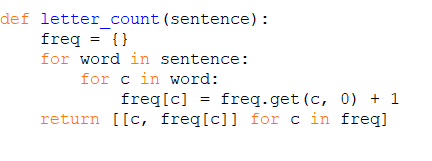 def letter_count(sentence):
    freq = {}
    for word in sentence:
        for c in word:
            freq[c] = freq.get(c, 0) + 1
    return [[c, freq[c]] for c in freq]